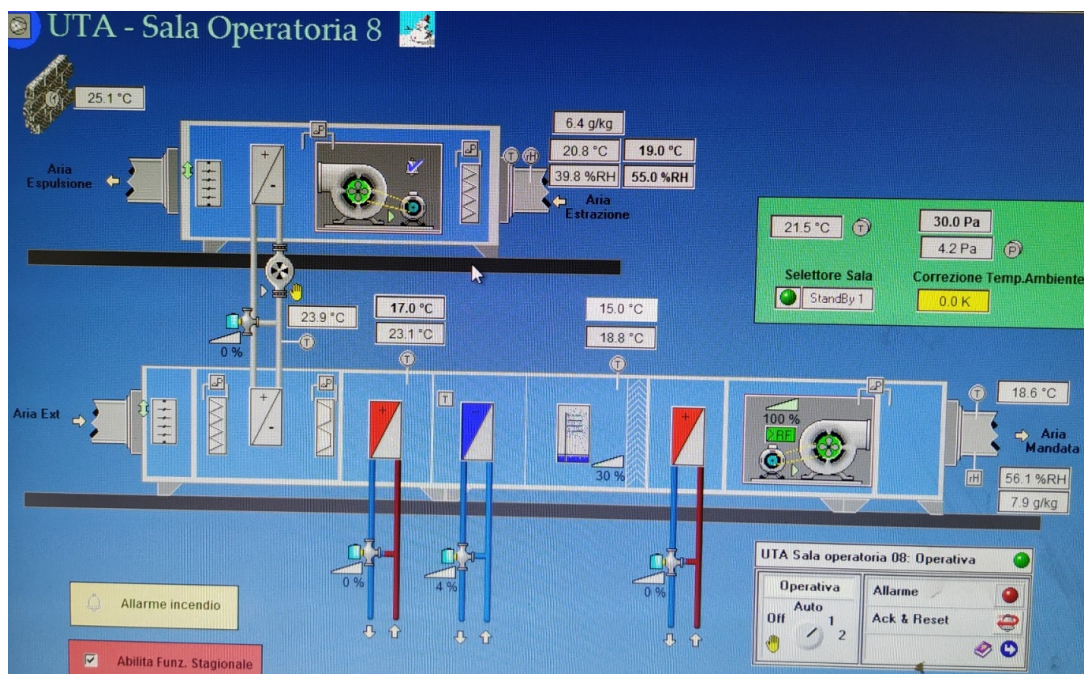 UTA - Sala Operatoria 8
25.1 °C
6.4 g/kg
20.8 °C
19.0 °C
39.8 %RH
55.0 %RH
Aria
Espulsione
Aria
Estrazione
21.5 °C
T
30.0 Pa
4.2 Pa
P
Selettore Sala
StandBy 1
Correzione Temp.Ambiente
0.0 K
T
rH
23.9 °C
0 %
T
17.0 °C
23.1 °C
T
15.0 °C
18.8 °C
T
Aria Ext
T
30 %
100 %
>RF
T
18.6 °C
Aria
Mandata
rH
56.1 %RH
7.9 g/kg
0 %
4 %
0 %
UTA Sala operatoria 08: Operativa
Operativa
Auto
Off
1
2
Allarme
Ack & Reset
Allarme incendio
Abilita Funz. Stagionale